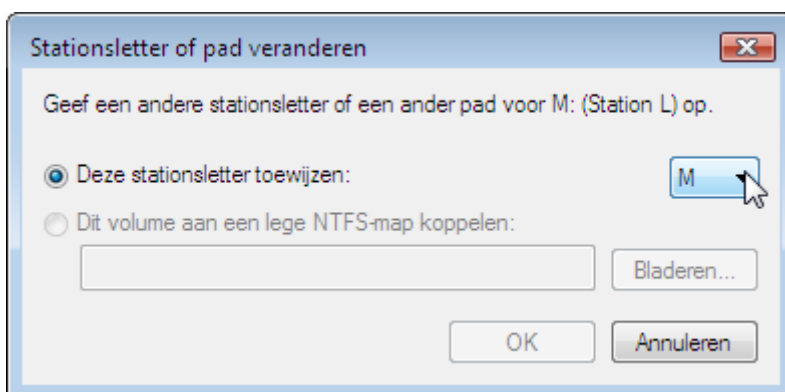 Stationsletter of pad veranderen
Geef een andere stationsletter of een ander pad voor M: (Station L) op.
Deze stationsletter toewijzen: M
Dit volume aan een lege NTFS-map koppelen:
Bladeren...
OK Annuleren